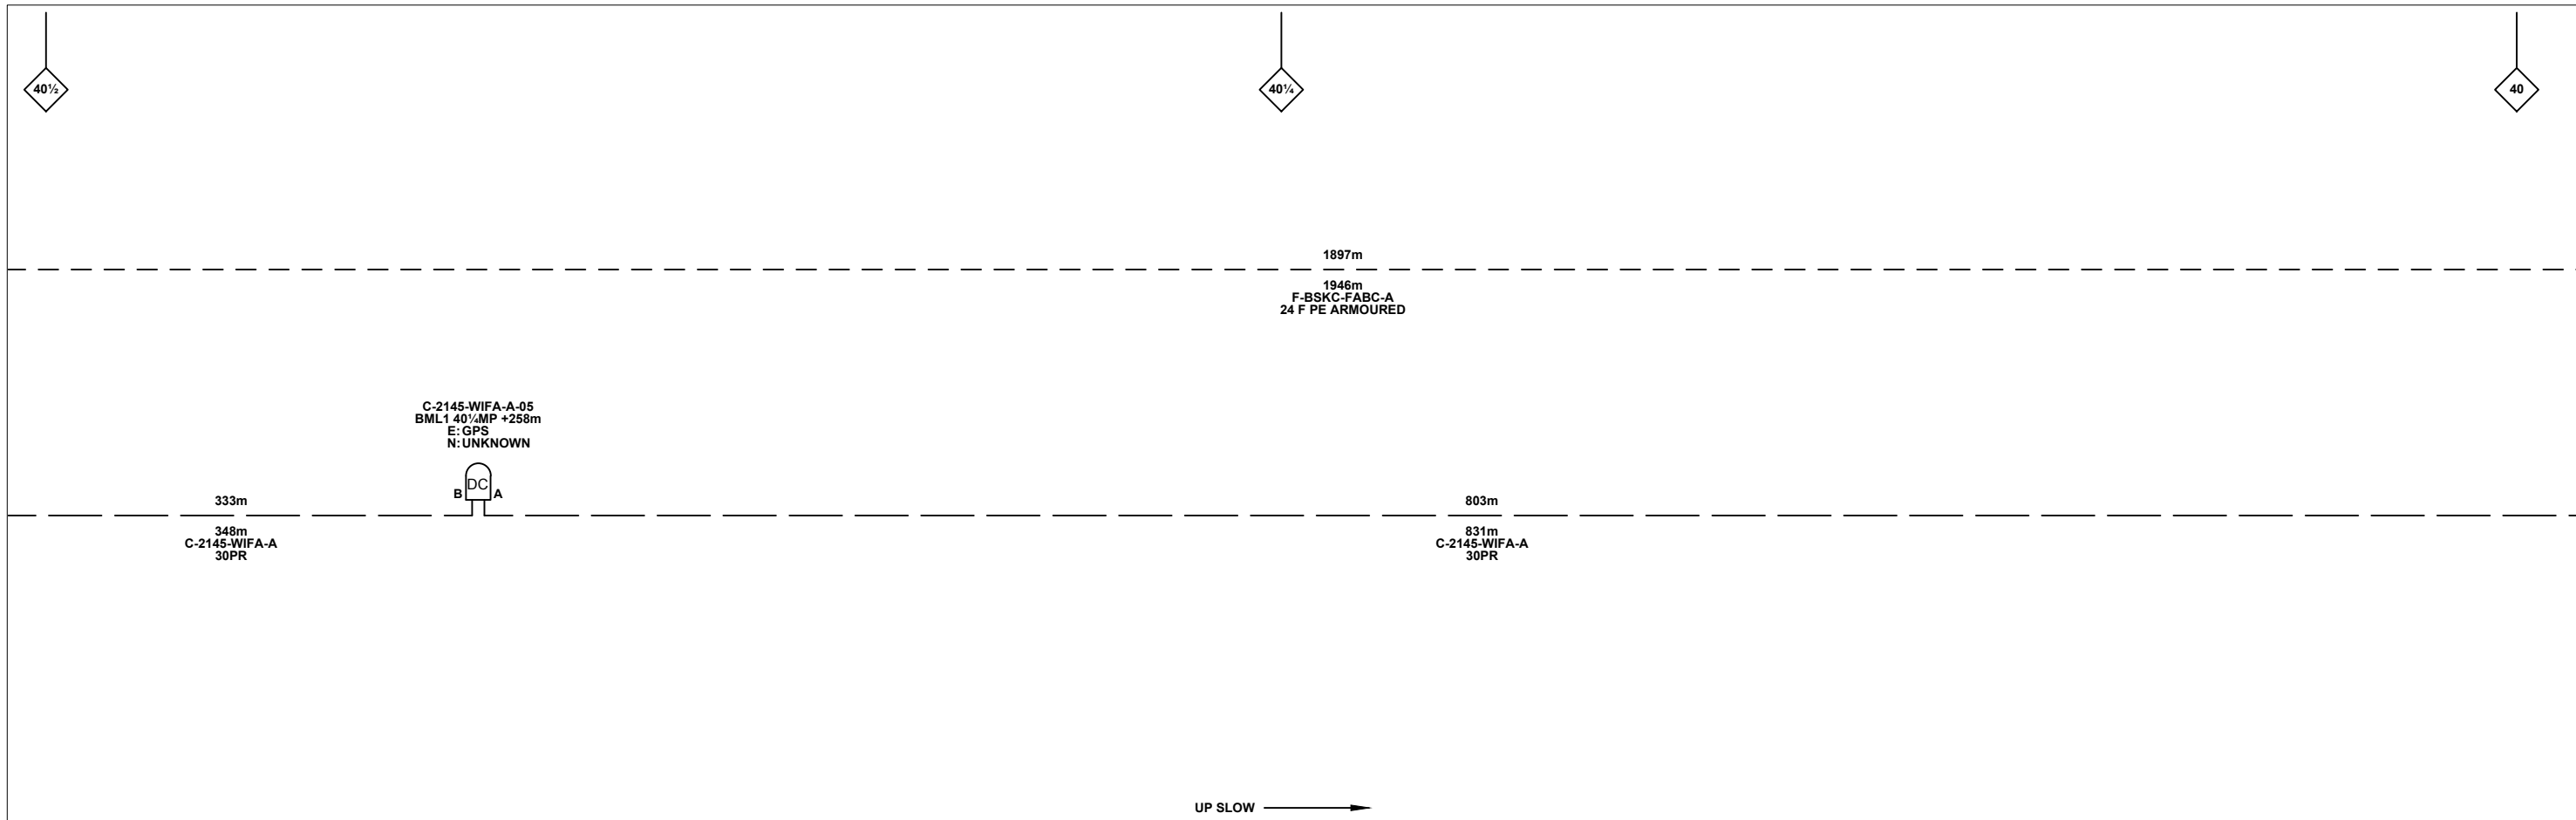 40½
40¼
40
1897m
1946m
F-BSKC-FABC-A
24 F PE ARMOURED
C-2145-WIFA-A-05
BML1 40¼MP +258m
E:GPS
N:UNKNOWN
DC
B
A
333m
803m
348m
C-2145-WIFA-A
30PR
831m
C-2145-WIFA-A
30PR
UP SLOW